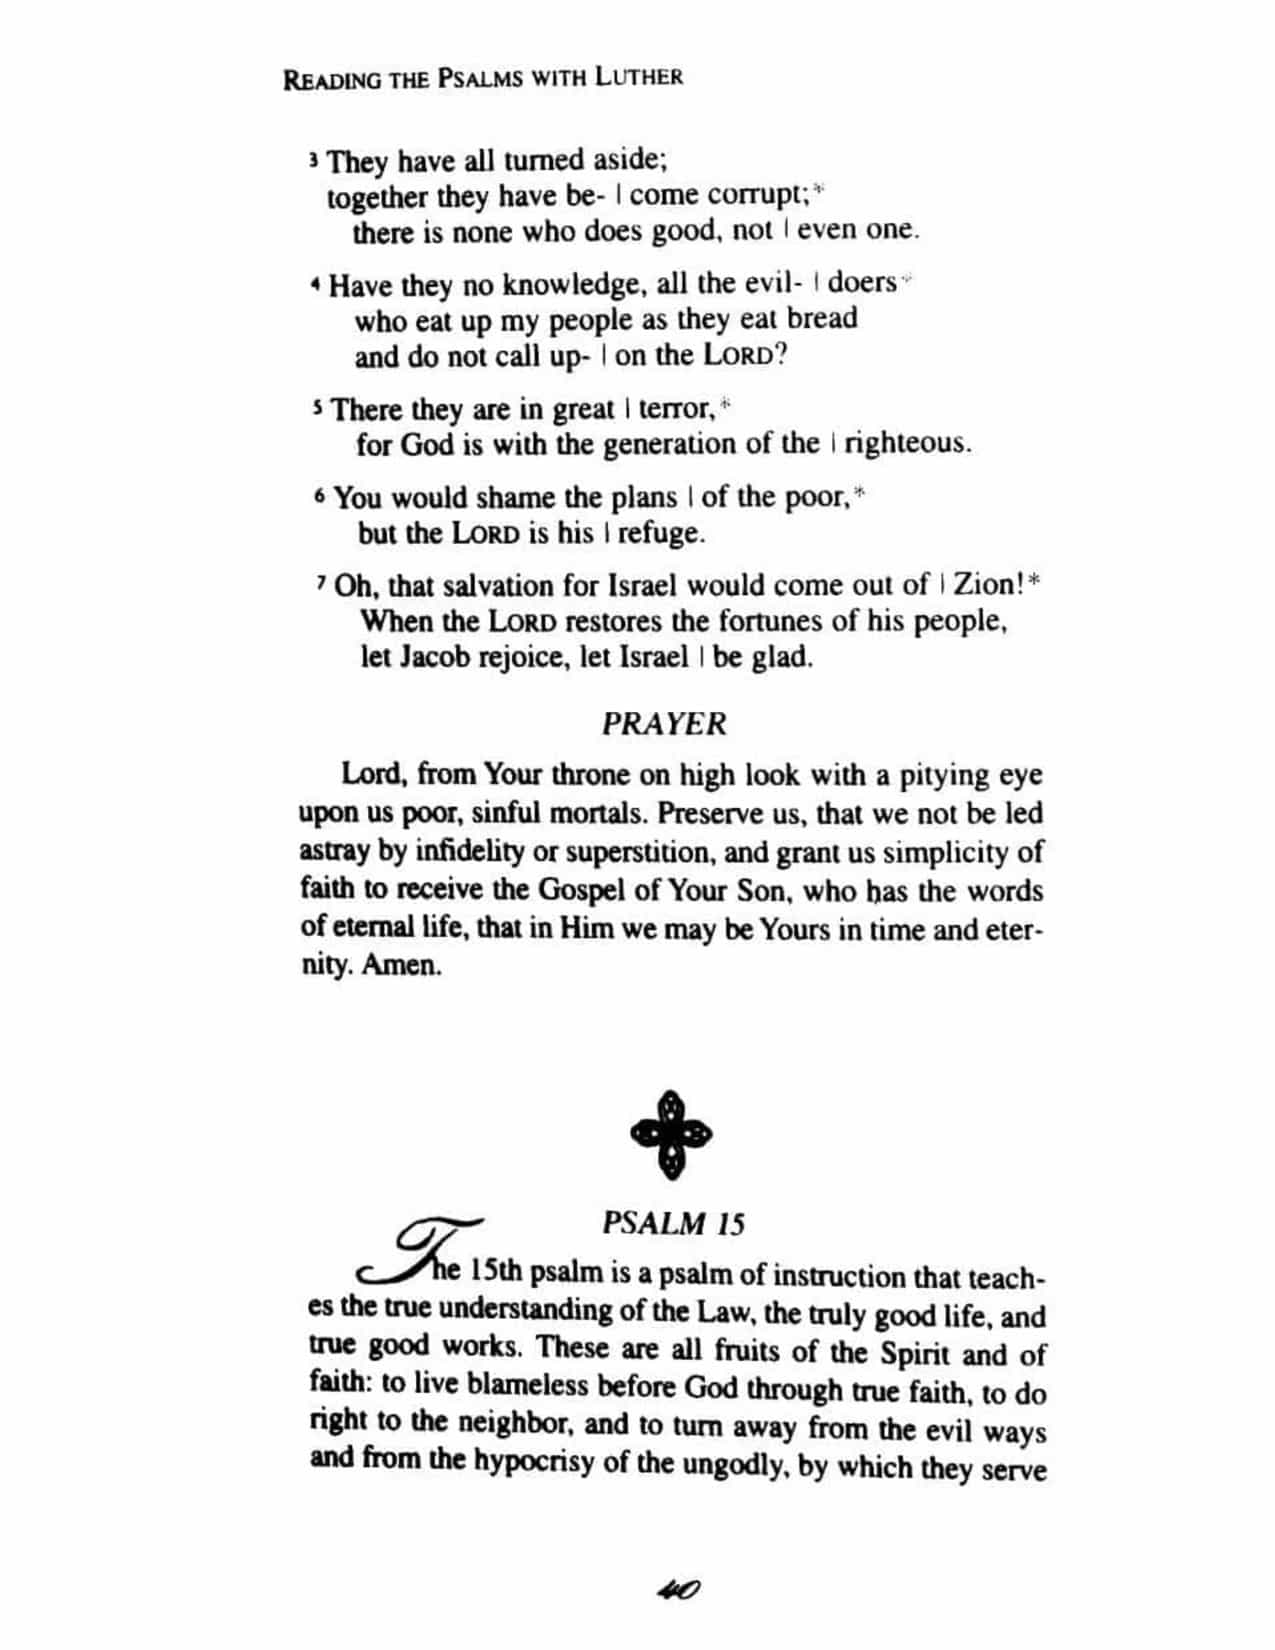 READING THE PSALMS WITH LUTHER
3 They have all turned aside;
together they have be- | come corrupt;*
there is none who does good, not | even one.
4 Have they no knowledge, all the evil- | doers*
who eat up my people as they eat bread
and do not call up- | on the LORD?
5 There they are in great | terror,*
for God is with the generation of the | righteous.
6 You would shame the plans | of the poor,*
but the LORD is his | refuge.
7 Oh, that salvation for Israel would come out of | Zion!*
When the LORD restores the fortunes of his people,
let Jacob rejoice, let Israel | be glad.
PRAYER
Lord, from Your throne on high look with a pitying eye
upon us poor, sinful mortals. Preserve us, that we not be led
astray by infidelity or superstition, and grant us simplicity of
faith to receive the Gospel of Your Son, who has the words
of eternal life, that in Him we may be Yours in time and eter-
nity. Amen.
PSALM 15
The 15th psalm is a psalm of instruction that teach-
es the true understanding of the Law, the truly good life, and
true good works. These are all fruits of the Spirit and of
faith: to live blameless before God through true faith, to do
right to the neighbor, and to turn away from the evil ways
and from the hypocrisy of the ungodly, by which they serve
40